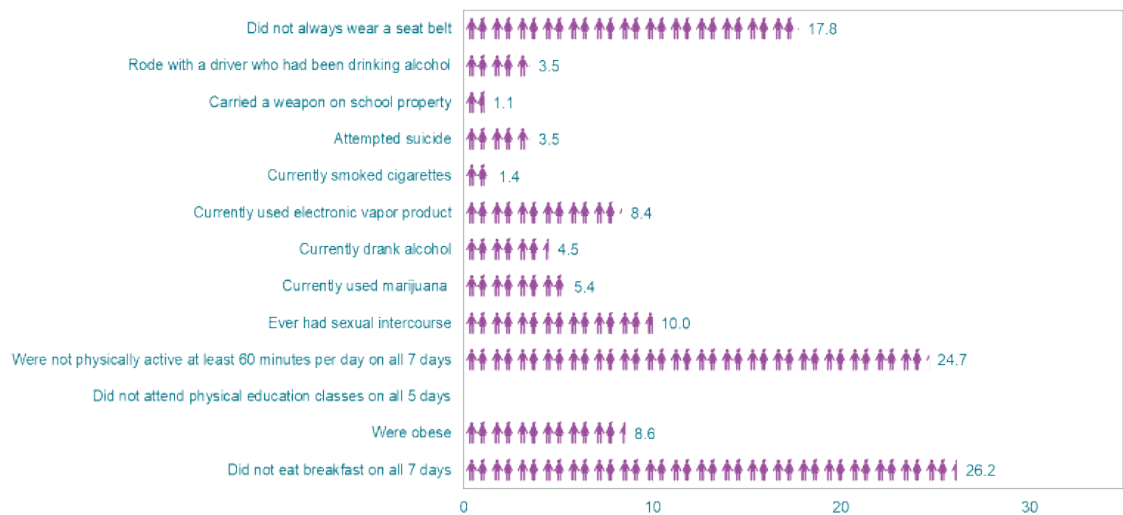 Did not always wear a seat belt 17.8
Rode with a driver who had been drinking alcohol 3.5
Carried a weapon on school property 1.1
Attempted suicide 3.5
Currently smoked cigarettes 1.4
Currently used electronic vapor product 8.4
Currently drank alcohol 4.5
Currently used marijuana 5.4
Ever had sexual intercourse 10.0
Were not physically active at least 60 minutes per day on all 7 days 24.7
Did not attend physical education classes on all 5 days
Were obese 8.6
Did not eat breakfast on all 7 days 26.2
0 10 20 30